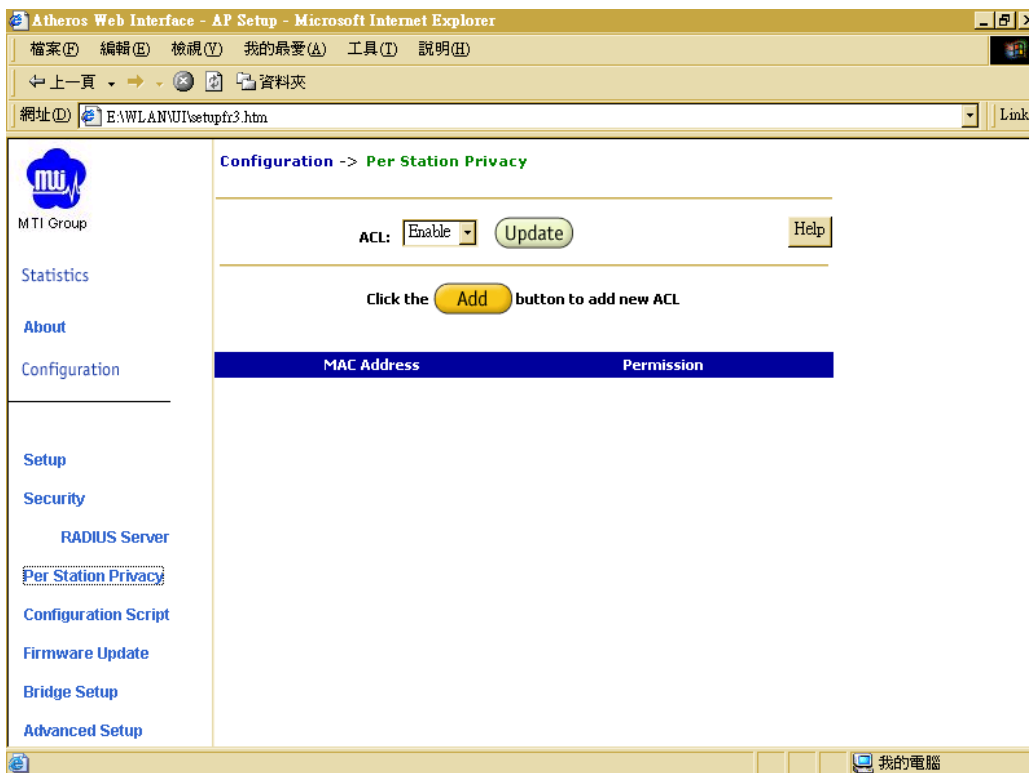 Atheros Web Interface - AP Setup - Microsoft Internet Explorer
檔案(F) 編輯(E) 檢視(V) 我的最愛(A) 工具(T) 說明(H)
上一頁 資料夾
網址(D) E:\WLAN\UI\setupfr3.htm Link
mti
MTI Group
Statistics
About
Configuration
Setup
Security
RADIUS Server
Per Station Privacy
Configuration Script
Firmware Update
Bridge Setup
Advanced Setup
Configuration -> Per Station Privacy
ACL: Enable Update Help
Click the Add button to add new ACL
MAC Address Permission
我的電腦